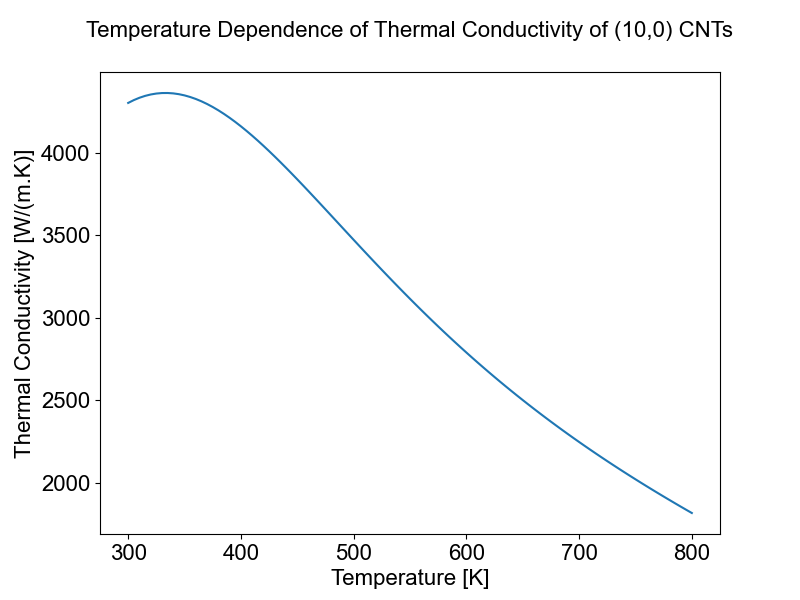 Temperature Dependence of Thermal Conductivity of (10,0) CNTs
Thermal Conductivity [W/(m.K)]
4000
3500
3000
2500
2000
300 400 500 600 700 800
Temperature [K]